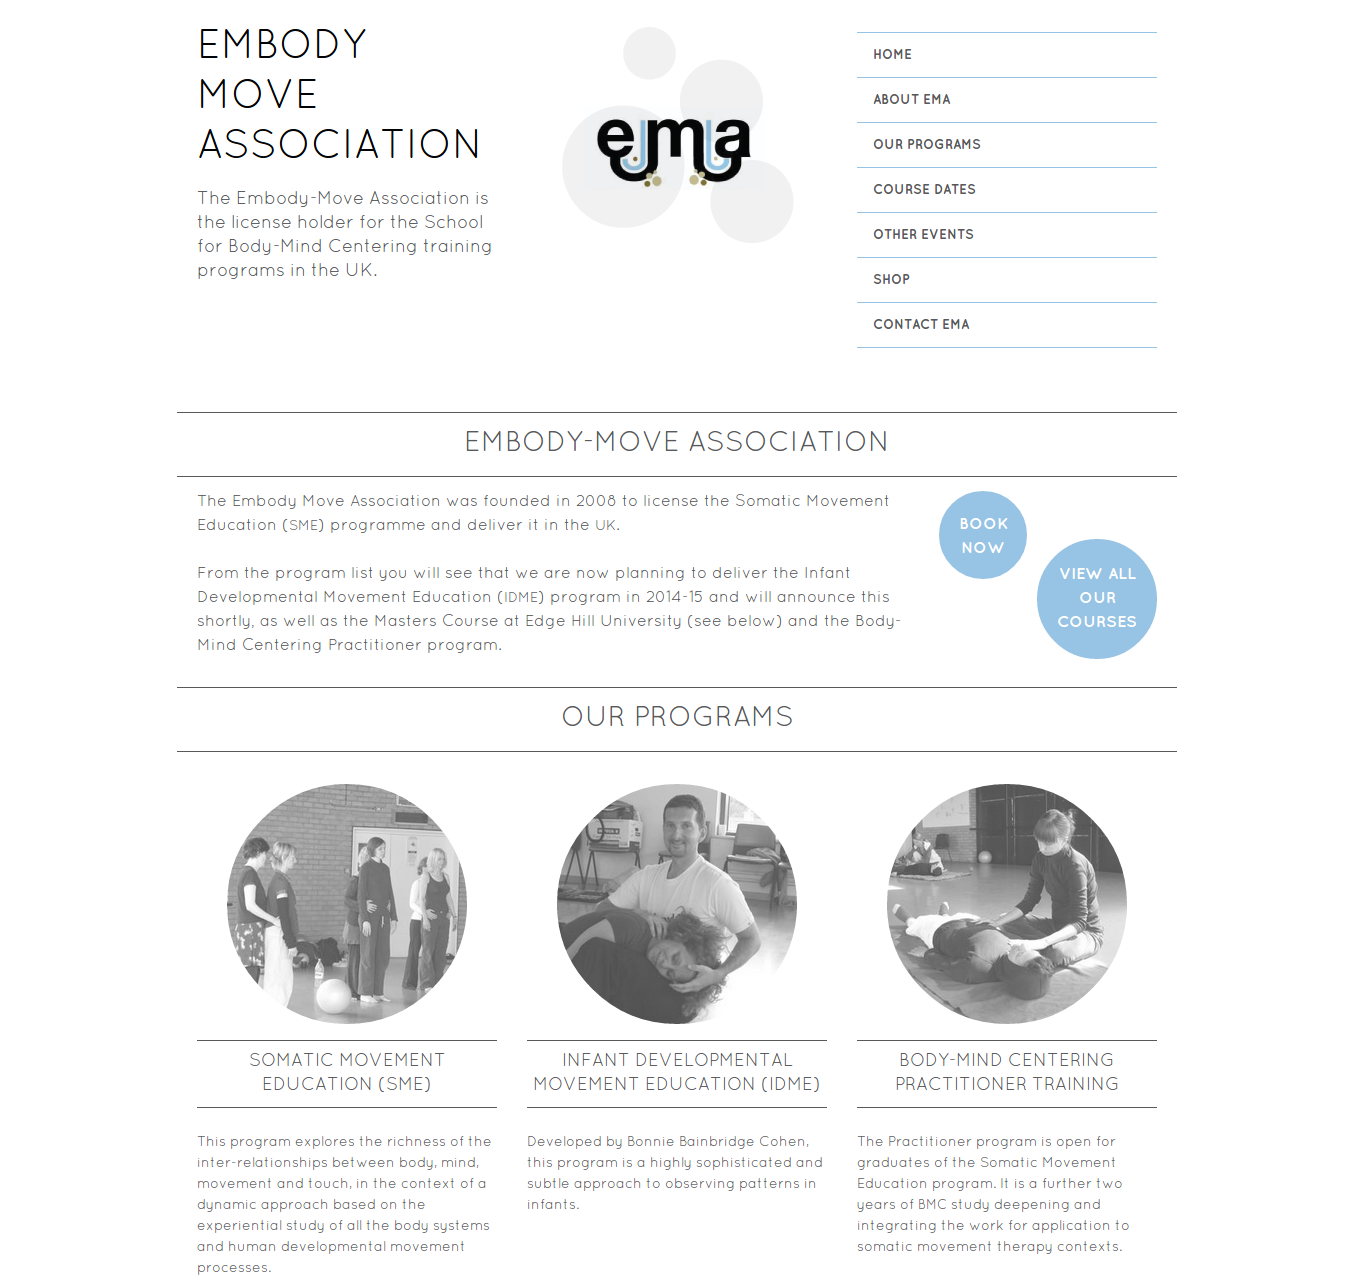 EMBODY
MOVE
ASSOCIATION
The Embody-Move Association is
the license holder for the School
for Body-Mind Centering training
programs in the UK.
ema
HOME
ABOUT EMA
OUR PROGRAMS
COURSE DATES
OTHER EVENTS
SHOP
CONTACT EMA
EMBODY-MOVE ASSOCIATION
The Embody Move Association was founded in 2008 to license the Somatic Movement
Education (SME) programme and deliver it in the UK.
From the program list you will see that we are now planning to deliver the Infant
Developmental Movement Education (IDME) program in 2014-15 and will announce this
shortly, as well as the Masters Course at Edge Hill University (see below) and the Body-
Mind Centering Practitioner program.
BOOK
NOW
VIEW ALL
OUR
COURSES
OUR PROGRAMS
SOMATIC MOVEMENT
EDUCATION (SME)
This program explores the richness of the
inter-relationships between body, mind,
movement and touch, in the context of a
dynamic approach based on the
experiential study of all the body systems
and human developmental movement
processes.
INFANT DEVELOPMENTAL
MOVEMENT EDUCATION (IDME)
Developed by Bonnie Bainbridge Cohen,
this program is a highly sophisticated and
subtle approach to observing patterns in
infants.
BODY-MIND CENTERING
PRACTITIONER TRAINING
The Practitioner program is open for
graduates of the Somatic Movement
Education program. It is a further two
years of BMC study deepening and
integrating the work for application to
somatic movement therapy contexts.